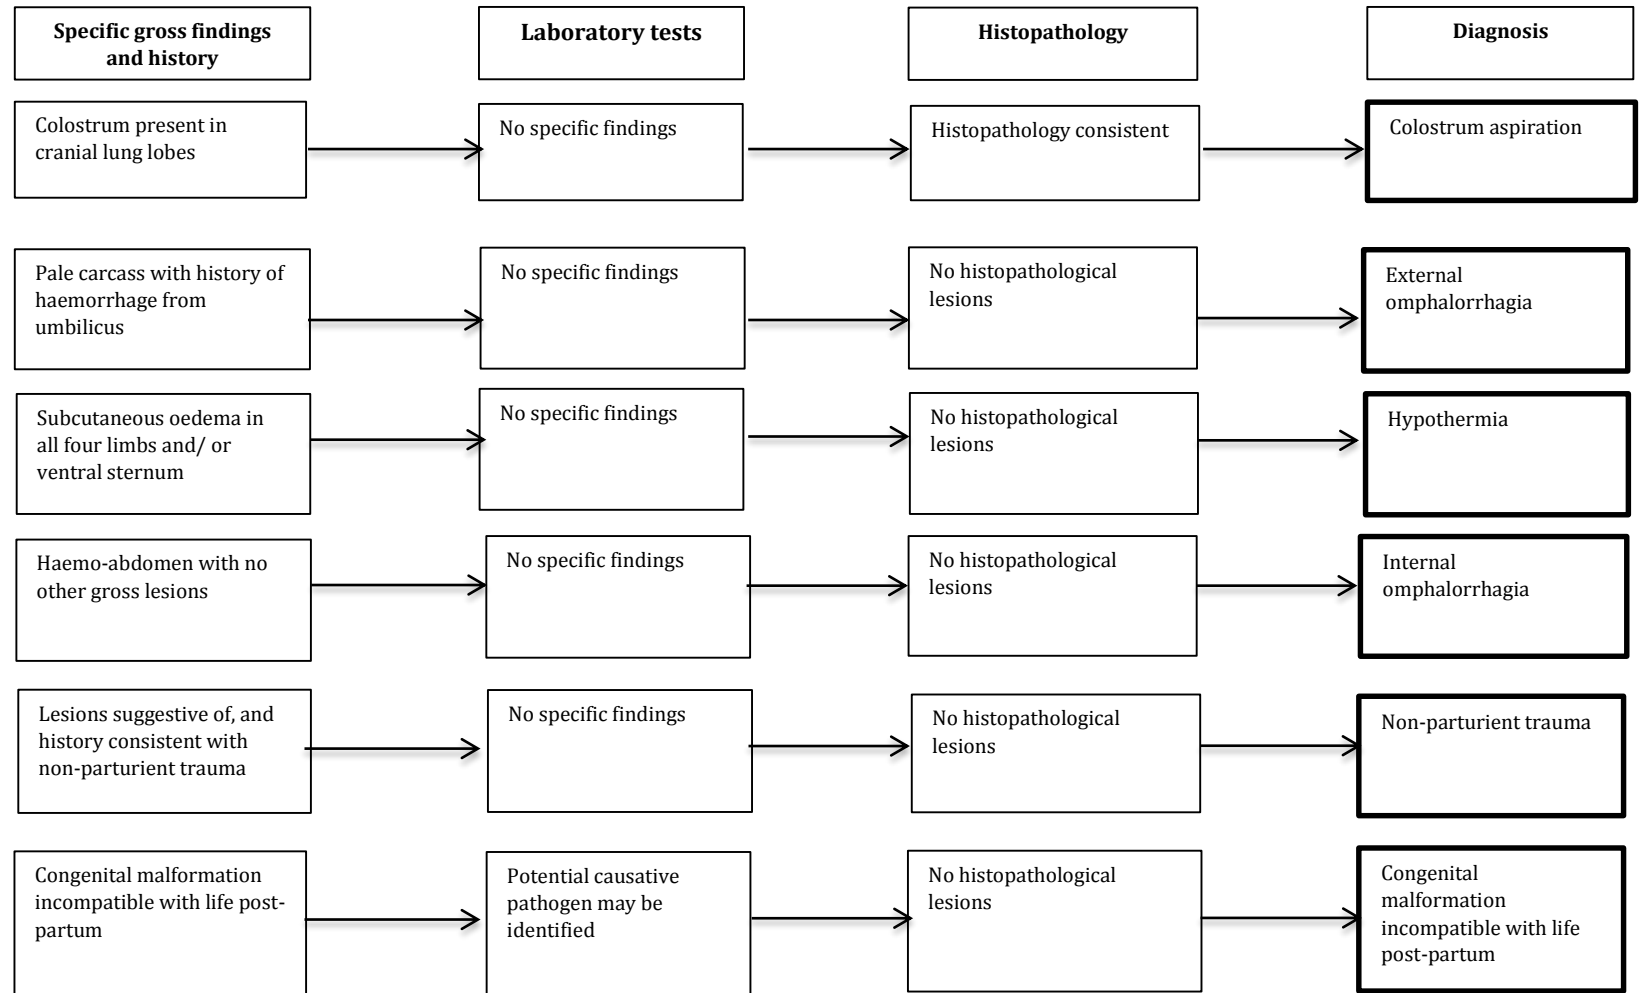 Specific gross findings
and history
Laboratory tests
Histopathology
Diagnosis
Colostrum present in
cranial lung lobes
No specific findings
Histopathology consistent
Colostrum aspiration
Pale carcass with history of
haemorrhage from
umbilicus
No specific findings
No histopathological
lesions
External
omphalorrhagia
Subcutaneous oedema in
all four limbs and/ or
ventral sternum
No specific findings
No histopathological
lesions
Hypothermia
Haemo-abdomen with no
other gross lesions
No specific findings
No histopathological
lesions
Internal
omphalorrhagia
Lesions suggestive of, and
history consistent with
non-parturient trauma
No specific findings
No histopathological
lesions
Non-parturient trauma
Congenital malformation
incompatible with life post-
partum
Potential causative
pathogen may be
identified
No histopathological
lesions
Congenital
malformation
incompatible with life
post-partum